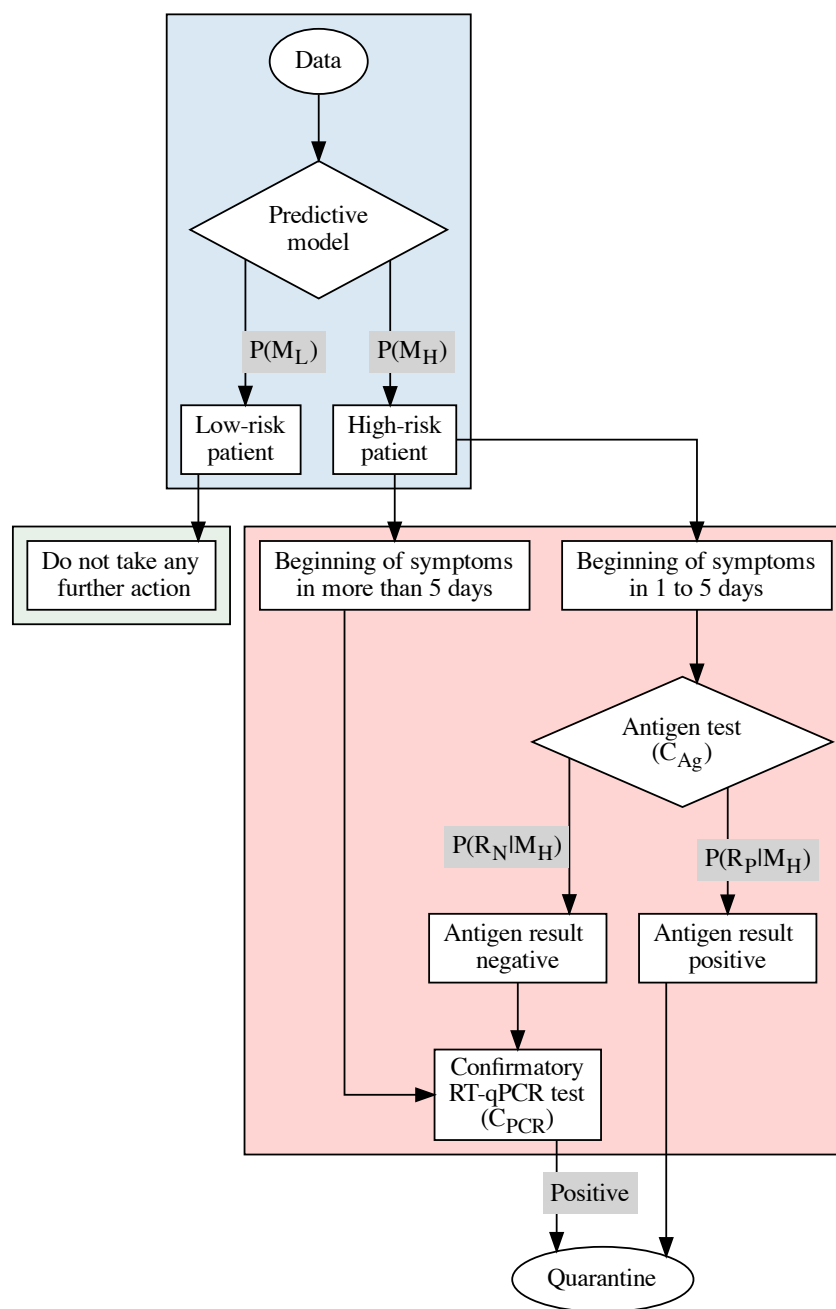 Data
Predictive
model
P(M_L)
P(M_H)
Low-risk
patient
High-risk
patient
Do not take any
further action
Beginning of symptoms
in more than 5 days
Beginning of symptoms
in 1 to 5 days
Antigen test
(C_Ag)
P(R_N|M_H)
P(R_P|M_H)
Antigen result
negative
Antigen result
positive
Confirmatory
RT-qPCR test
(C_PCR)
Positive
Quarantine